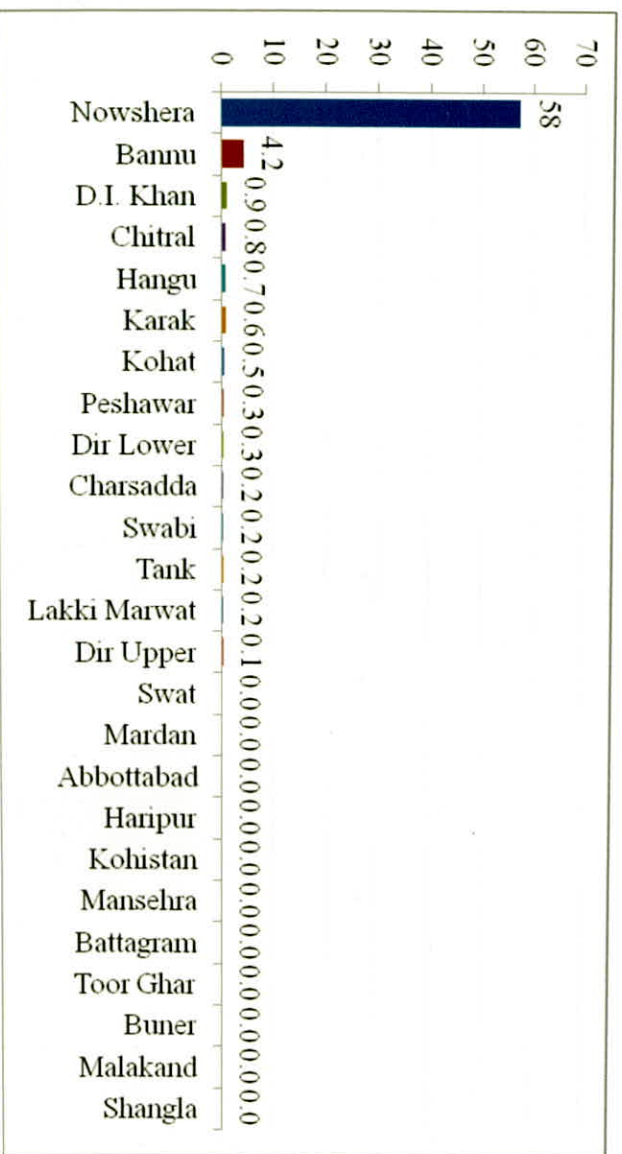 0 10 20 30 40 50 60 70
Nowshera 58
Bannu 4.2
D.I. Khan 0.9
Chitral 0.8
Hangu 0.7
Karak 0.6
Kohat 0.5
Peshawar 0.3
Dir Lower 0.3
Charsadda 0.2
Swabi 0.2
Tank 0.2
Lakki Marwat 0.2
Dir Upper 0.1
Swat 0.0
Mardan 0.0
Abbottabad 0.0
Haripur 0.0
Kohistan 0.0
Mansehra 0.0
Battagram 0.0
Toor Ghar 0.0
Buner 0.0
Malakand 0.0
Shangla 0.0